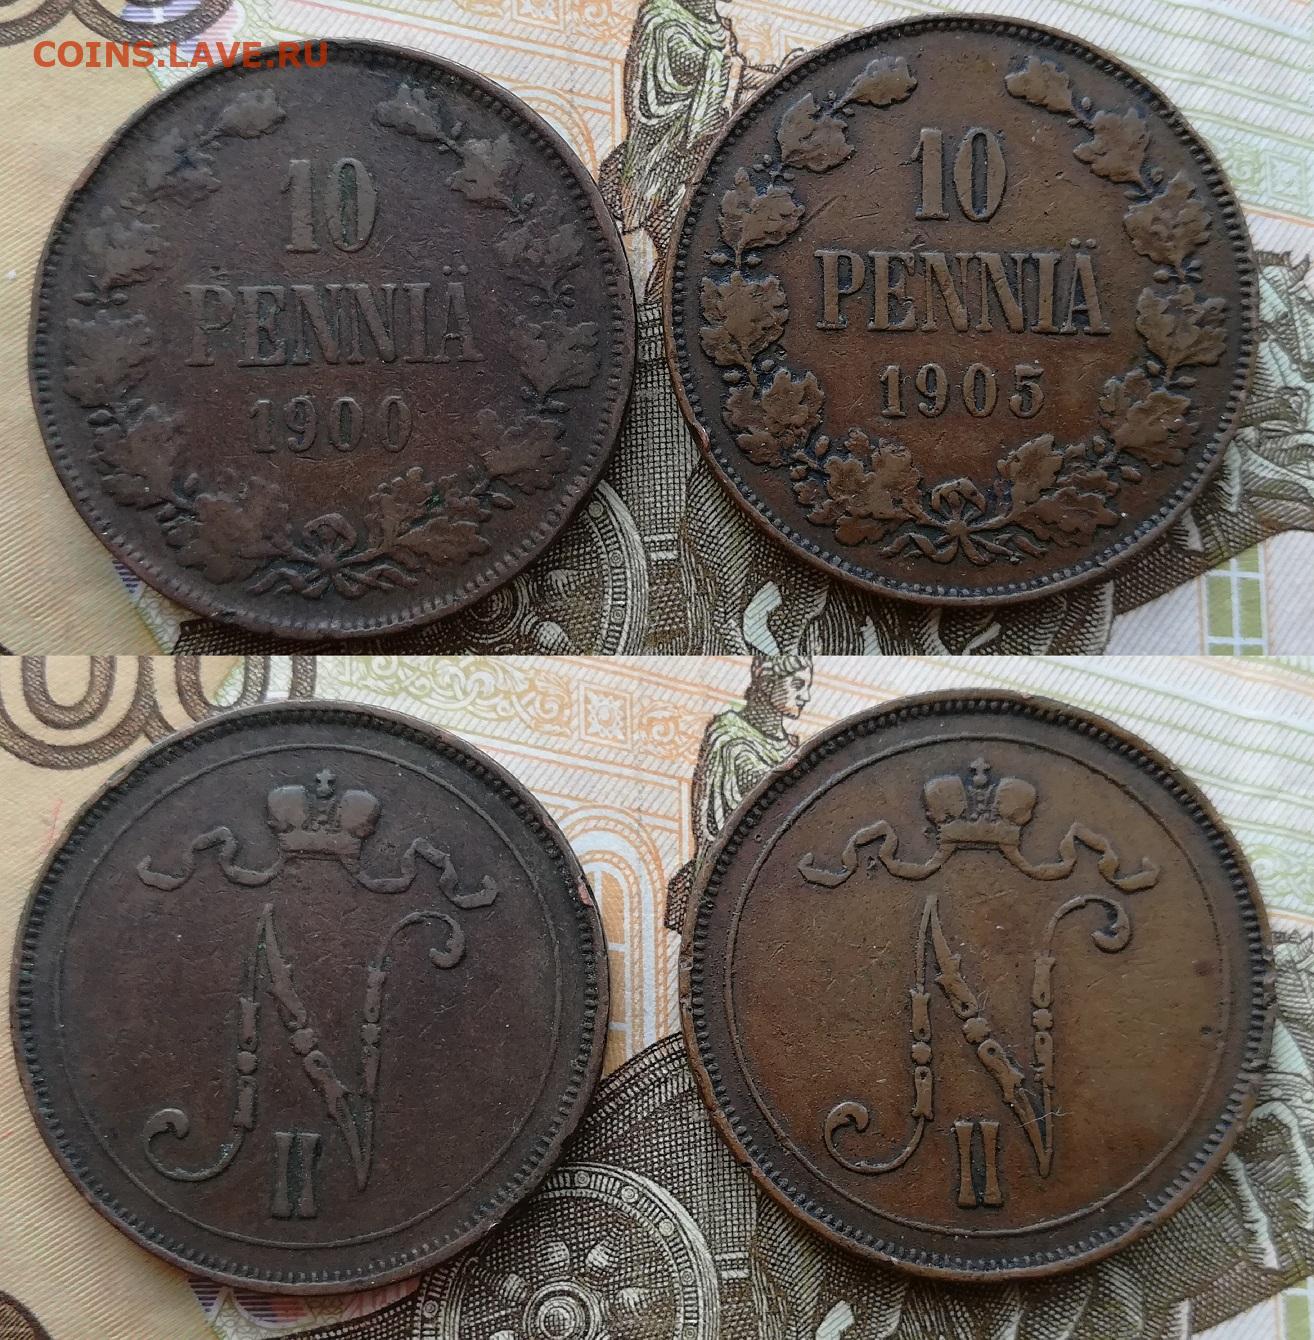 COINS.LAVE.RU
10
PENNIÄ
1900
10
PENNIÄ
1905
N
II
N
II